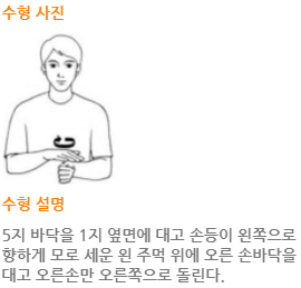 수형 사진
수형 설명
5지 바닥을 1지 옆면에 대고 손등이 왼쪽으로
향하게 모로 세운 왼 주먹 위에 오른 손바닥을
대고 오른손만 오른쪽으로 돌린다.